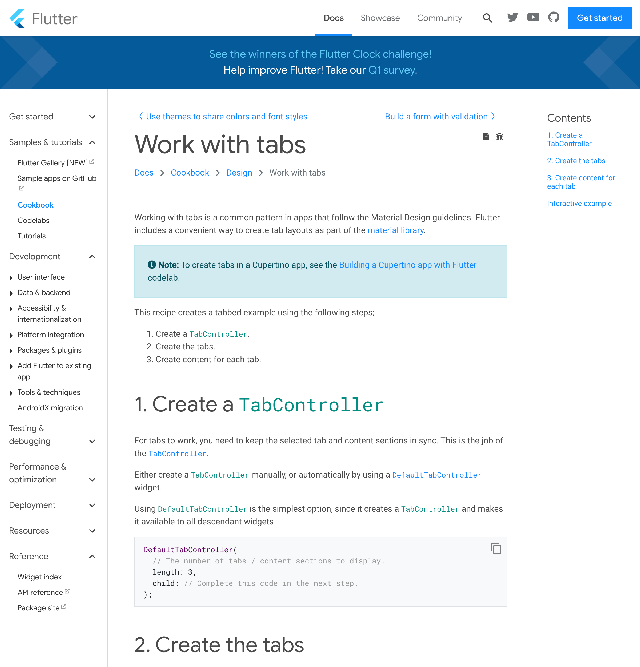 Flutter
Docs Showcase Community Get started
See the winners of the Flutter Clock challenge!
Help improve Flutter! Take our Q1 survey.
Get started
Samples & tutorials
Flutter Gallery [NEW]
Sample apps on GitHub
Cookbook
Codelabs
Tutorials
Development
User interface
Data & backend
Accessibility &
internationalization
Platform integration
Packages & plugins
Add Flutter to existing
app
Tools & techniques
AndroidX migration
Testing &
debugging
Performance &
optimization
Deployment
Resources
Reference
Widget index
API reference
Package site
Use themes to share colors and font styles Build a form with validation
Work with tabs
Docs Cookbook Design Work with tabs
Working with tabs is a common pattern in apps that follow the Material Design guidelines. Flutter
includes a convenient way to create tab layouts as part of the material library.
Note: To create tabs in a Cupertino app, see the Building a Cupertino app with Flutter
codelab.
This recipe creates a tabbed example using the following steps;
1. Create a TabController.
2. Create the tabs.
3. Create content for each tab.
1. Create a TabController
For tabs to work, you need to keep the selected tab and content sections in sync. This is the job of
the TabController.
Either create a TabController manually, or automatically by using a DefaultTabController
widget.
Using DefaultTabController is the simplest option, since it creates a TabController and makes
it available to all descendant widgets.
DefaultTabController(
// The number of tabs / content sections to display.
length: 3,
child: // Complete this code in the next step.
);
2. Create the tabs
Contents
1. Create a
TabController
2. Create the tabs
3. Create content for
each tab
Interactive example